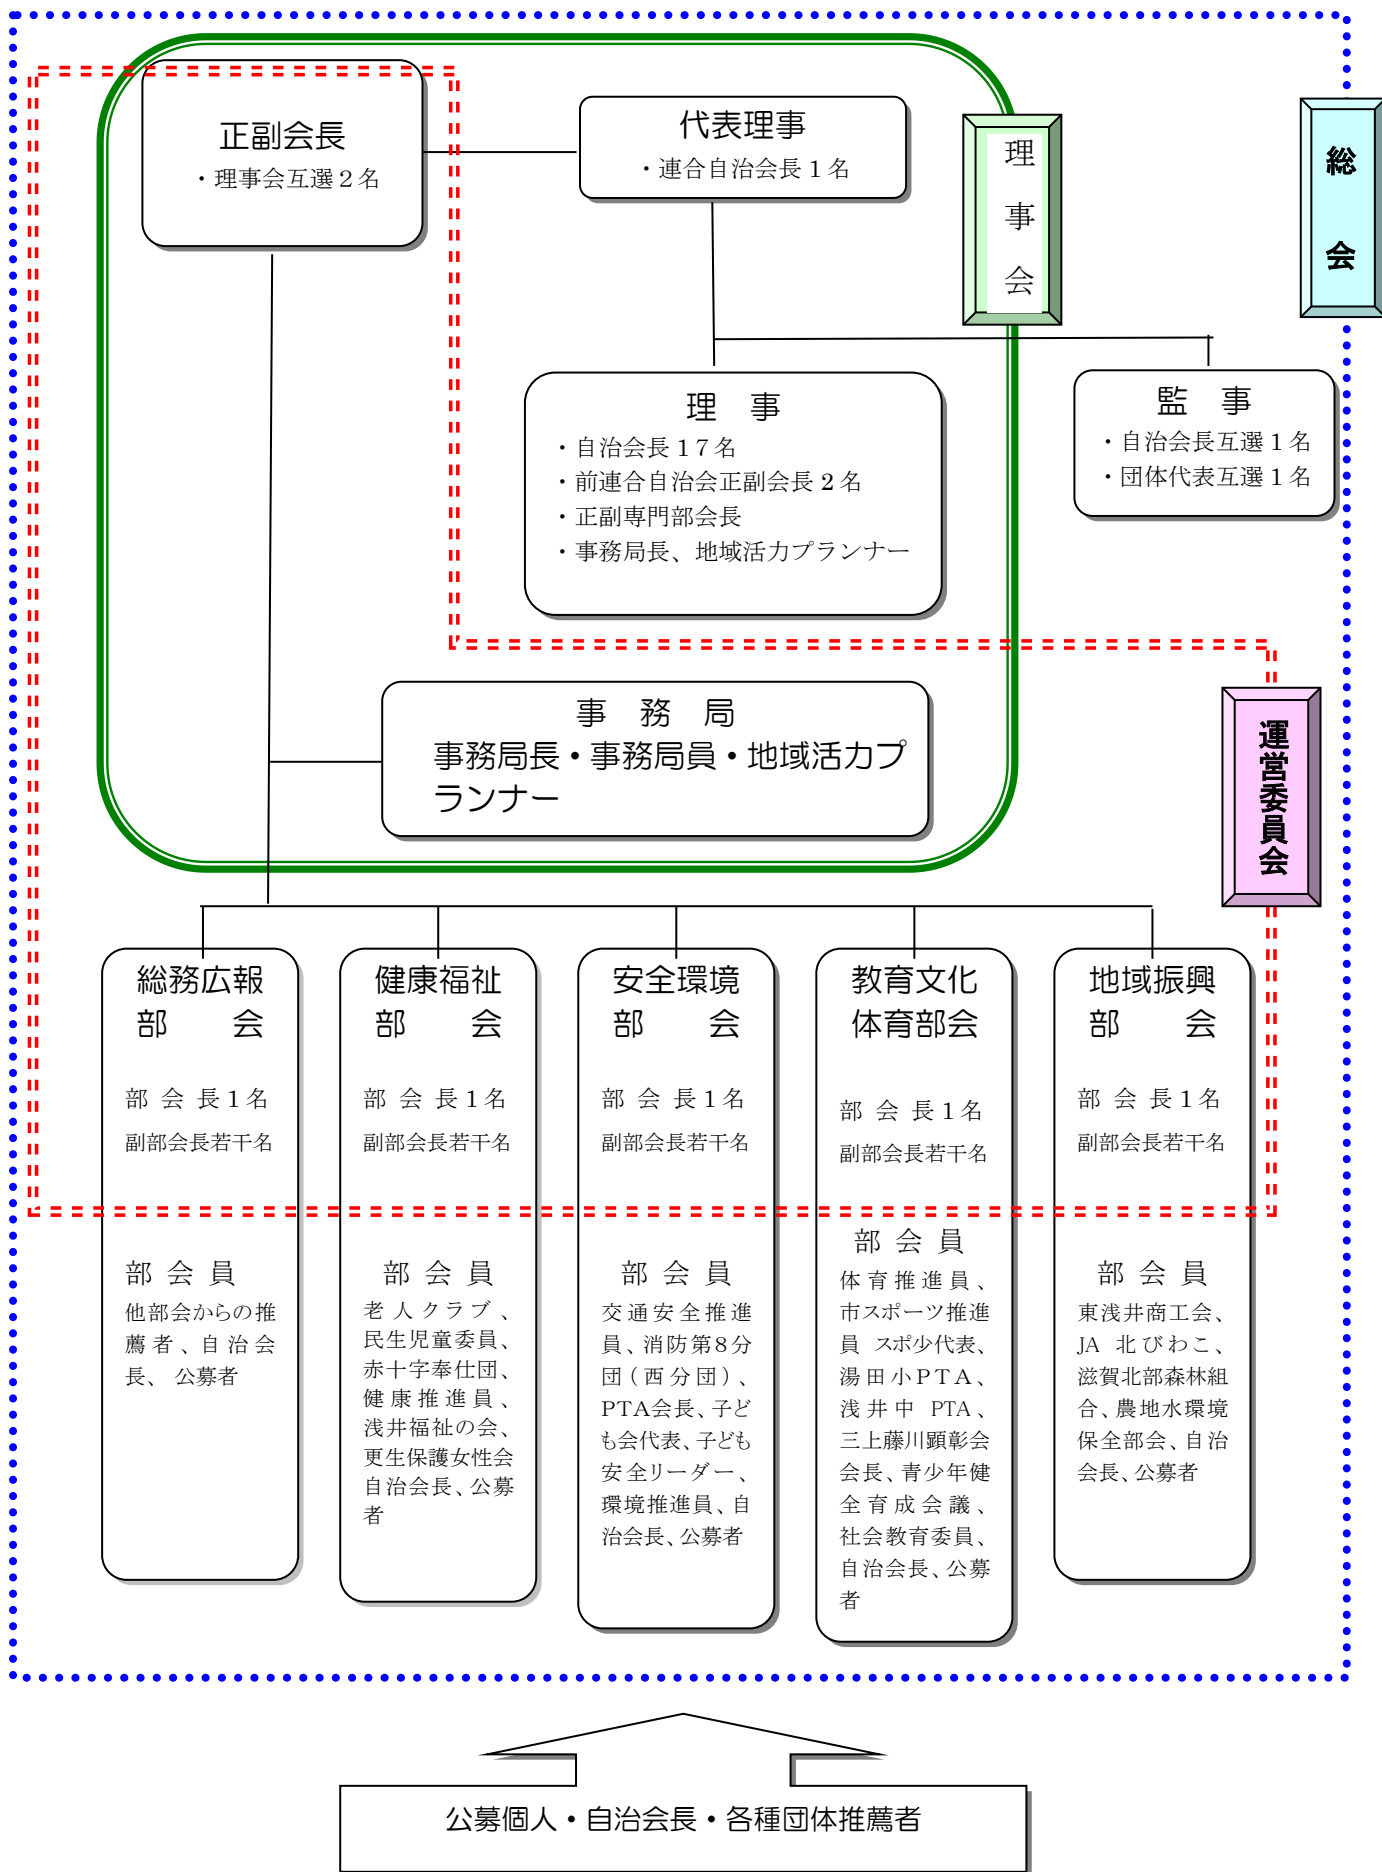 正副会長
・理事会互選２名
代表理事
・連合自治会長１名
理事会
総会
理　事
・自治会長１７名
・前連合自治会正副会長２名
・正副専門部会長
・事務局長、地域活力プランナー
監　事
・自治会長互選１名
・団体代表互選１名
事　務　局
事務局長・事務局員・地域活力プ
ランナー
運営委員会
総務広報
部　　会
部 会 長１名
副部会長若干名
部 会 員
他部会からの推
薦者、自治会
長、 公募者
健康福祉
部　　会
部 会 長１名
副部会長若干名
部 会 員
老人クラブ、
民生児童委員、
赤十字奉仕団、
健康推進員、
浅井福祉の会、
更生保護女性会
自治会長、公募
者
安全環境
部　　会
部 会 長１名
副部会長若干名
部 会 員
交通安全推進
員、消防第８分
団（西分団）、
PTA会長、子ど
も会代表、子ども
安全リーダー、
環境推進員、自
治会長、公募者
教育文化
体育部会
部 会 長１名
副部会長若干名
部 会 員
体育推進員、
市スポーツ推進
員 スポ少代表、
湯田小ＰＴＡ、
浅井中 PTA、
三上藤川顕彰会
会長、青少年健
全育成会議、
社会教育委員、
自治会長、公募
者
地域振興
部　　会
部 会 長１名
副部会長若干名
部 会 員
東浅井商工会、
JA 北びわこ、
滋賀北部森林組
合、農地水環境
保全部会、自治
会長、公募者
公募個人・自治会長・各種団体推薦者